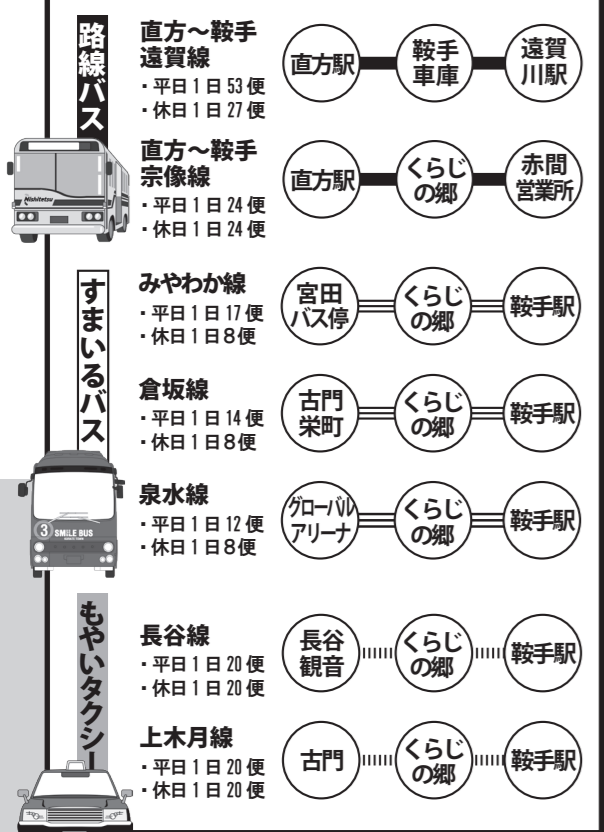 路線バス
直方～鞍手
遠賀線
・平日1日53便
・休日1日27便
直方駅
鞍手
車庫
遠賀
川駅
直方～鞍手
宗像線
・平日1日24便
・休日1日24便
直方駅
くらじ
の郷
赤間
営業所
Nishitetsu
すまいるバス
みやわか線
・平日1日17便
・休日1日8便
宮田
バス停
くらじ
の郷
鞍手駅
倉坂線
・平日1日14便
・休日1日8便
古門
栄町
くらじ
の郷
鞍手駅
泉水線
・平日1日12便
・休日1日8便
グローバル
アリーナ
くらじ
の郷
鞍手駅
3 SMILE BUS
もやいタクシー
長谷線
・平日1日20便
・休日1日20便
長谷
観音
くらじ
の郷
鞍手駅
上木月線
・平日1日20便
・休日1日20便
古門
くらじ
の郷
鞍手駅